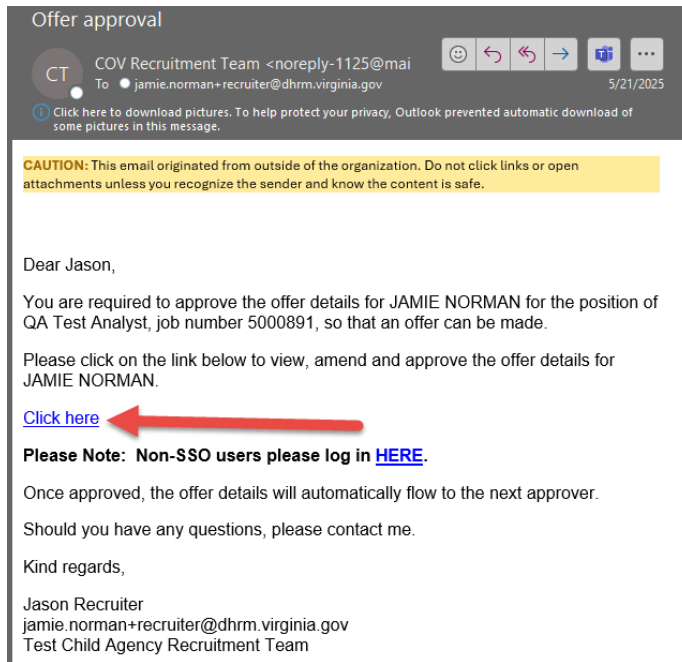 Offer approval
CT
COV Recruitment Team <noreply-1125@mai
To jamie.norman+recruiter@dhrm.virginia.gov
5/21/2025
Click here to download pictures. To help protect your privacy, Outlook prevented automatic download of
some pictures in this message.
CAUTION: This email originated from outside of the organization. Do not click links or open
attachments unless you recognize the sender and know the content is safe.
Dear Jason,
You are required to approve the offer details for JAMIE NORMAN for the position of
QA Test Analyst, job number 5000891, so that an offer can be made.
Please click on the link below to view, amend and approve the offer details for
JAMIE NORMAN.
Click here
Please Note:  Non-SSO users please log in HERE.
Once approved, the offer details will automatically flow to the next approver.
Should you have any questions, please contact me.
Kind regards,
Jason Recruiter
jamie.norman+recruiter@dhrm.virginia.gov
Test Child Agency Recruitment Team